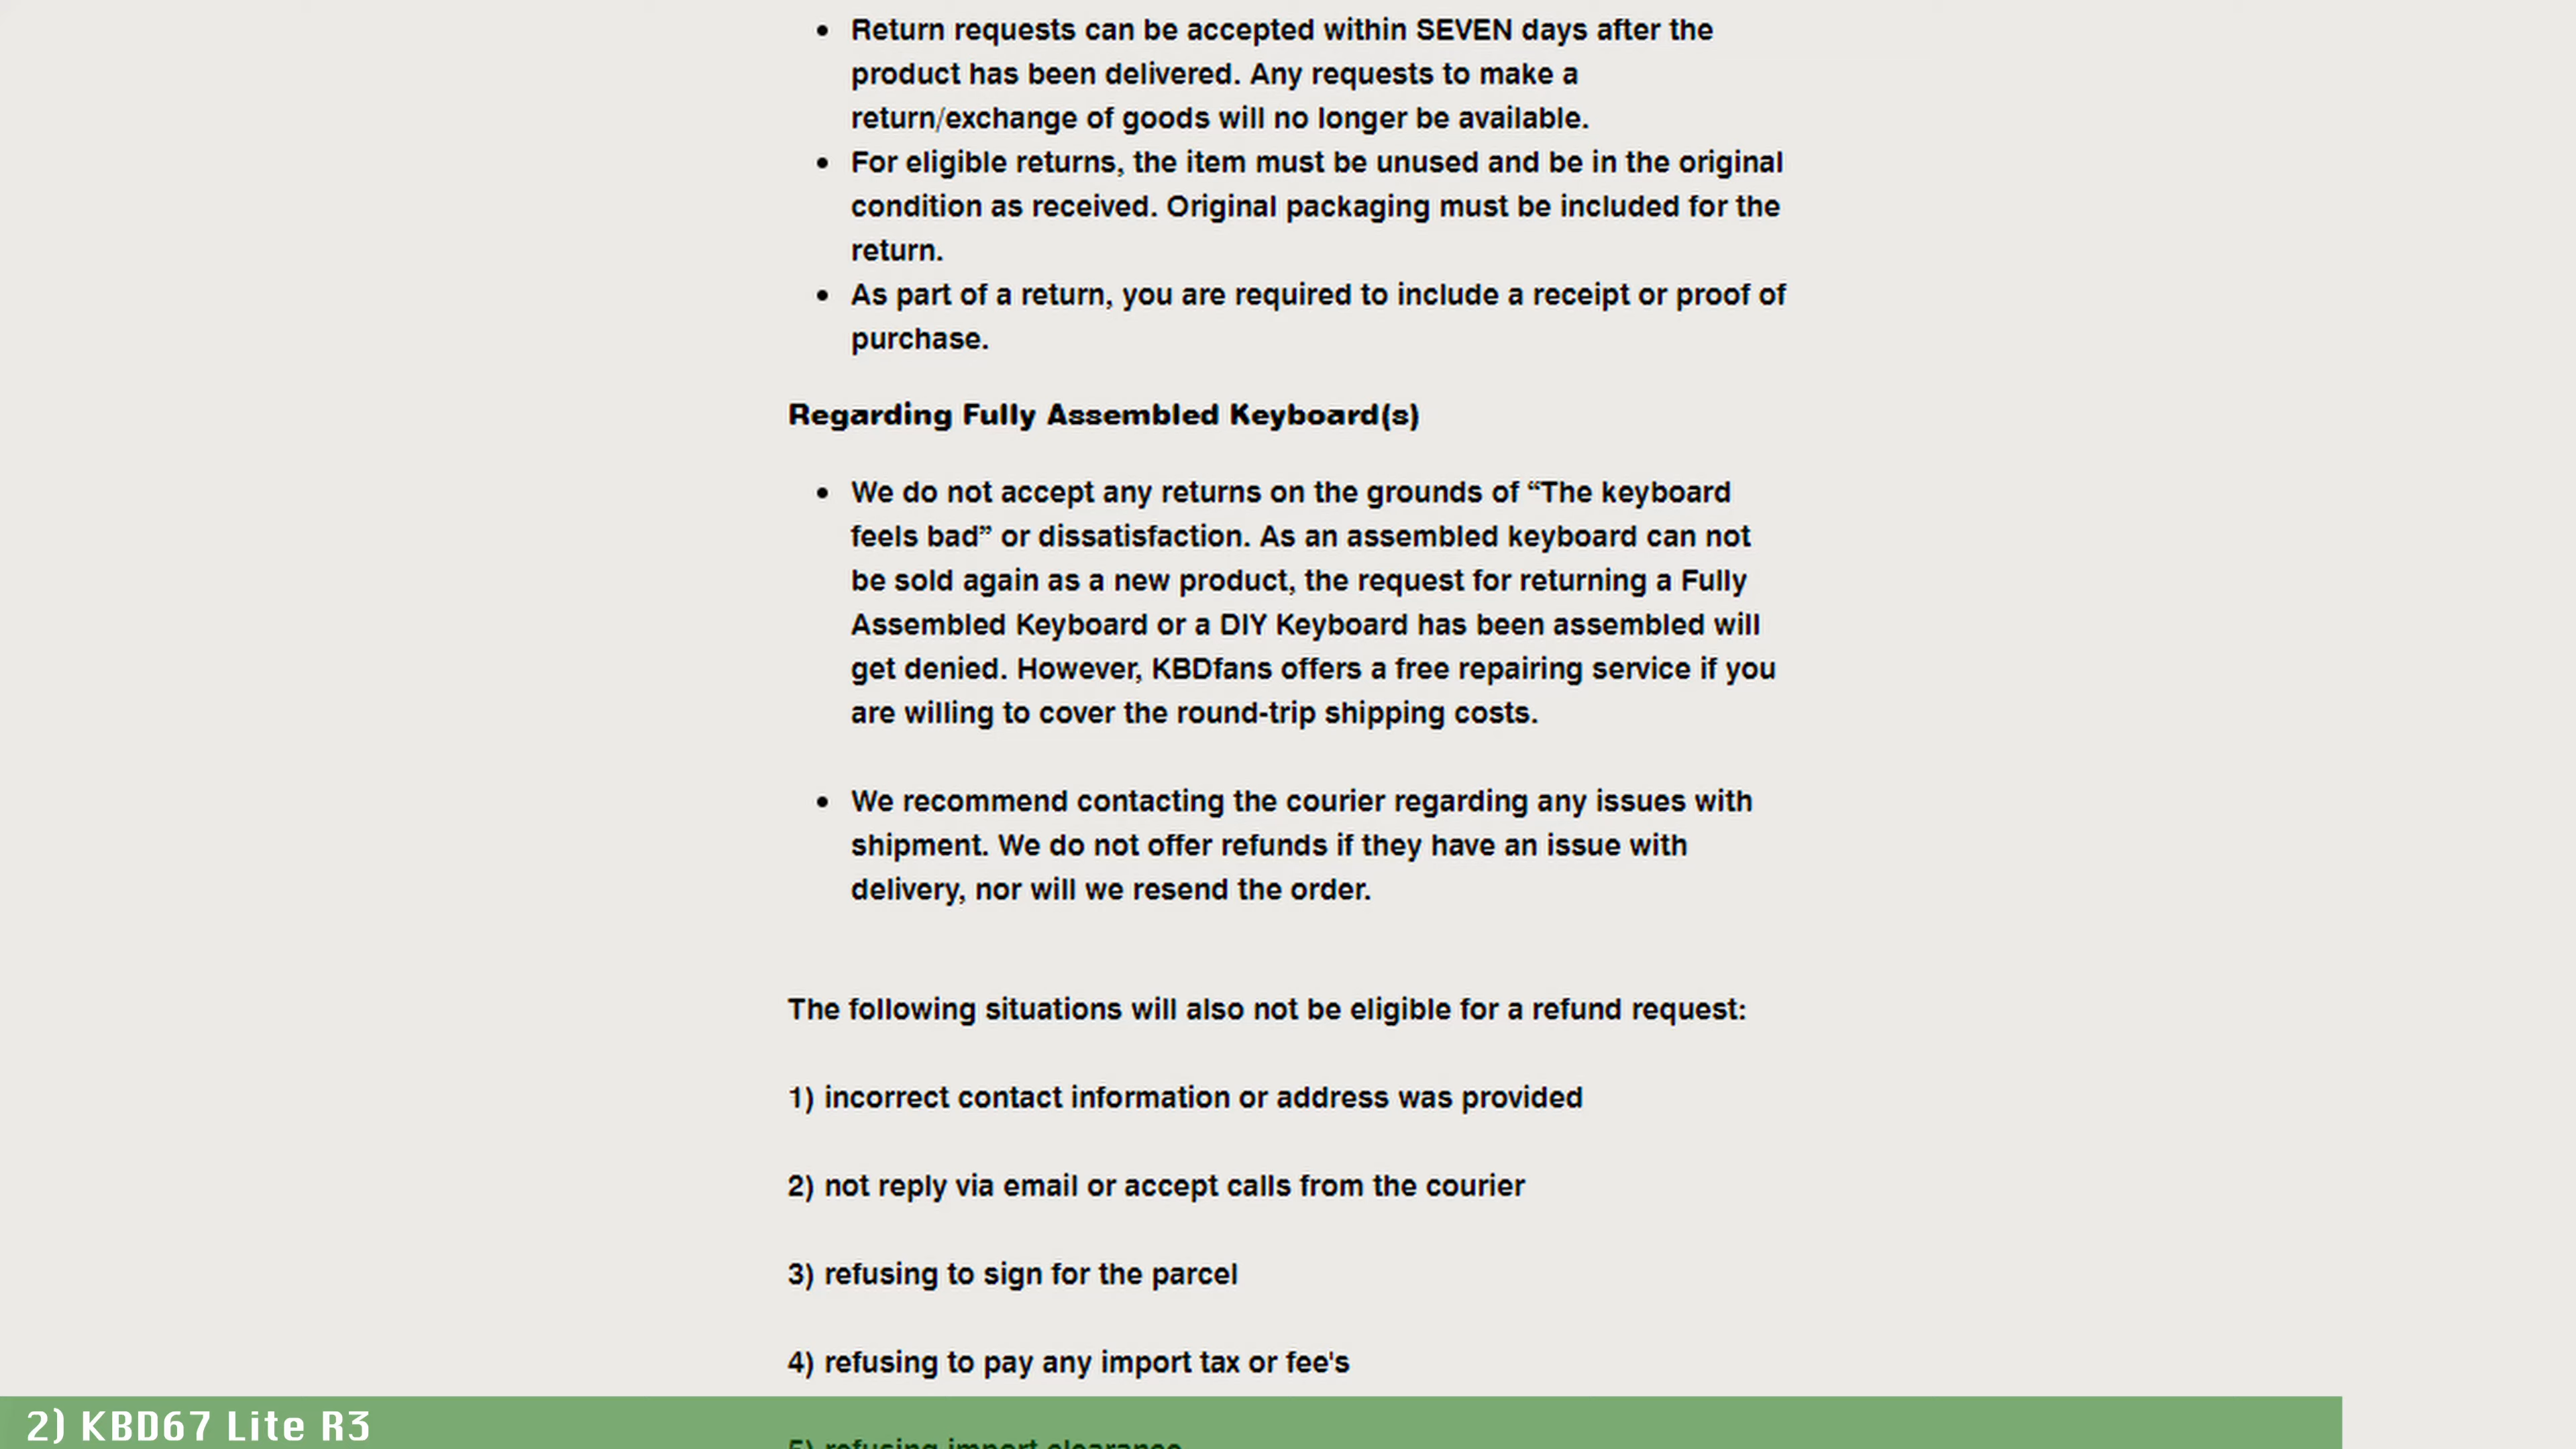 • Return requests can be accepted within SEVEN days after the
product has been delivered. Any requests to make a
return/exchange of goods will no longer be available.
• For eligible returns, the item must be unused and be in the original
condition as received. Original packaging must be included for the
return.
• As part of a return, you are required to include a receipt or proof of
purchase.
Regarding Fully Assembled Keyboard(s)
• We do not accept any returns on the grounds of “The keyboard
feels bad” or dissatisfaction. As an assembled keyboard can not
be sold again as a new product, the request for returning a Fully
Assembled Keyboard or a DIY Keyboard has been assembled will
get denied. However, KBDfans offers a free repairing service if you
are willing to cover the round-trip shipping costs.
• We recommend contacting the courier regarding any issues with
shipment. We do not offer refunds if they have an issue with
delivery, nor will we resend the order.
The following situations will also not be eligible for a refund request:
1) incorrect contact information or address was provided
2) not reply via email or accept calls from the courier
3) refusing to sign for the parcel
4) refusing to pay any import tax or fee's
2) KBD67 Lite R3
5) refusing import clearance